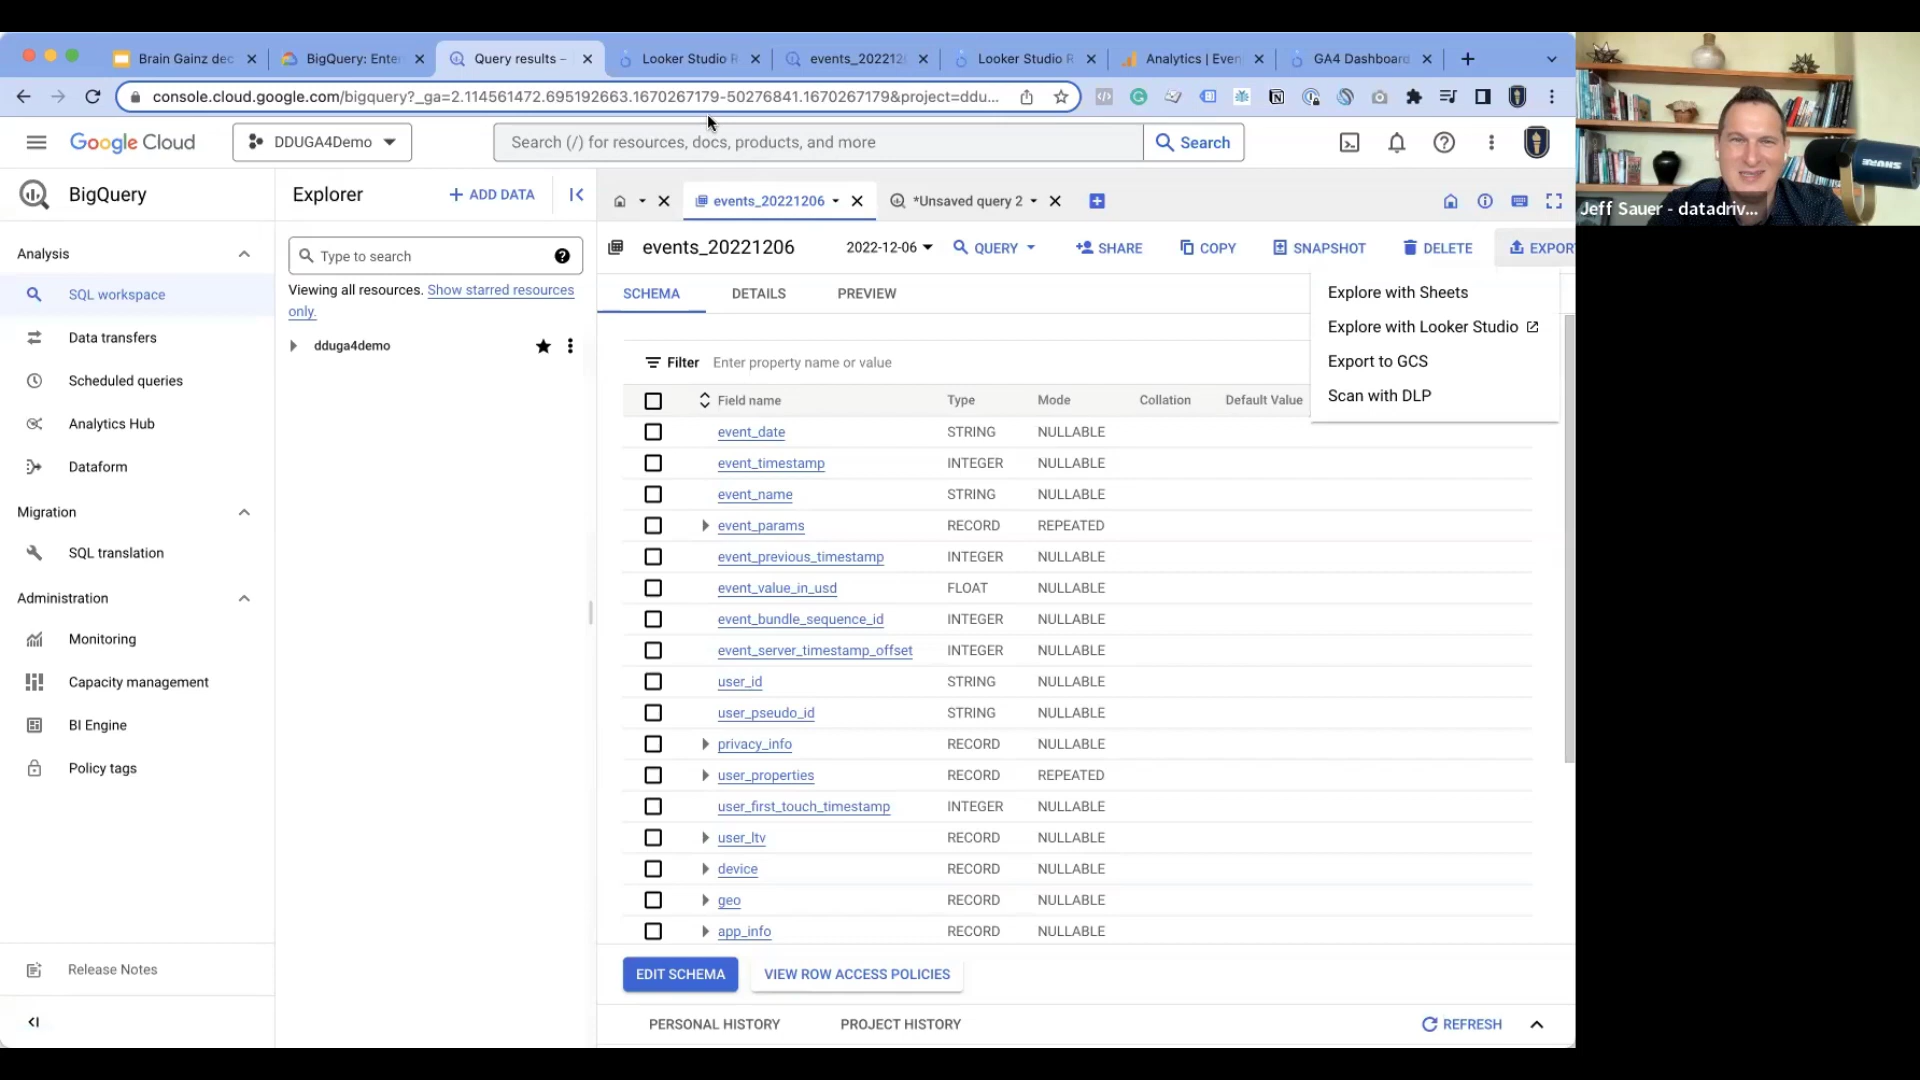 Brain Gainz dec
BigQuery: Ente
Query results –
Looker Studio R
events_202212
Looker Studio R
Analytics | Even
GA4 Dashboard
console.cloud.google.com/bigquery?_ga=2.114561472.695192663.1670267179-50276841.1670267179&project=ddu...
Google Cloud
DDUGA4Demo
Search (/) for resources, docs, products, and more
Search
BigQuery
Analysis
SQL workspace
Data transfers
Scheduled queries
Analytics Hub
Dataform
Migration
SQL translation
Administration
Monitoring
Capacity management
BI Engine
Policy tags
Release Notes
Explorer
+ ADD DATA
Type to search
Viewing all resources. Show starred resources
only.
dduga4demo
events_20221206
*Unsaved query 2
events_20221206
2022-12-06
QUERY
SHARE
COPY
SNAPSHOT
DELETE
EXPOR
SCHEMA
DETAILS
PREVIEW
Explore with Sheets
Explore with Looker Studio
Export to GCS
Scan with DLP
Filter Enter property name or value
Field name Type Mode Collation Default Value
event_date STRING NULLABLE
event_timestamp INTEGER NULLABLE
event_name STRING NULLABLE
event_params RECORD REPEATED
event_previous_timestamp INTEGER NULLABLE
event_value_in_usd FLOAT NULLABLE
event_bundle_sequence_id INTEGER NULLABLE
event_server_timestamp_offset INTEGER NULLABLE
user_id STRING NULLABLE
user_pseudo_id STRING NULLABLE
privacy_info RECORD NULLABLE
user_properties RECORD REPEATED
user_first_touch_timestamp INTEGER NULLABLE
user_ltv RECORD NULLABLE
device RECORD NULLABLE
geo RECORD NULLABLE
app_info RECORD NULLABLE
EDIT SCHEMA
VIEW ROW ACCESS POLICIES
PERSONAL HISTORY
PROJECT HISTORY
REFRESH
SHURE
Jeff Sauer - datadriv...